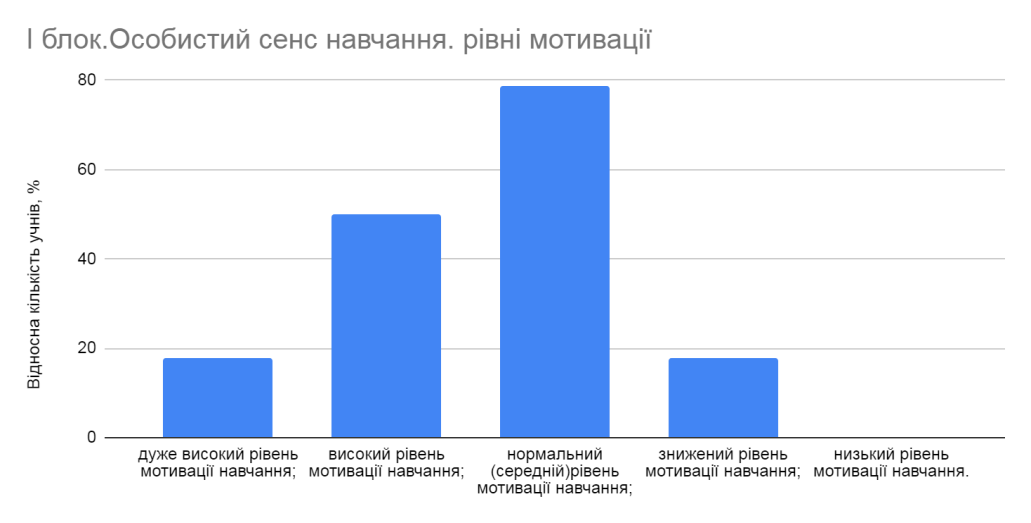 І блок.Особистий сенс навчання. рівні мотивації
Відносна кількість учнів, %
80
60
40
20
0
дуже високий рівень
мотивації навчання;
високий рівень
мотивації навчання;
нормальний
(середній)рівень
мотивації навчання;
знижений рівень
мотивації навчання;
низький рівень
мотивації навчання.